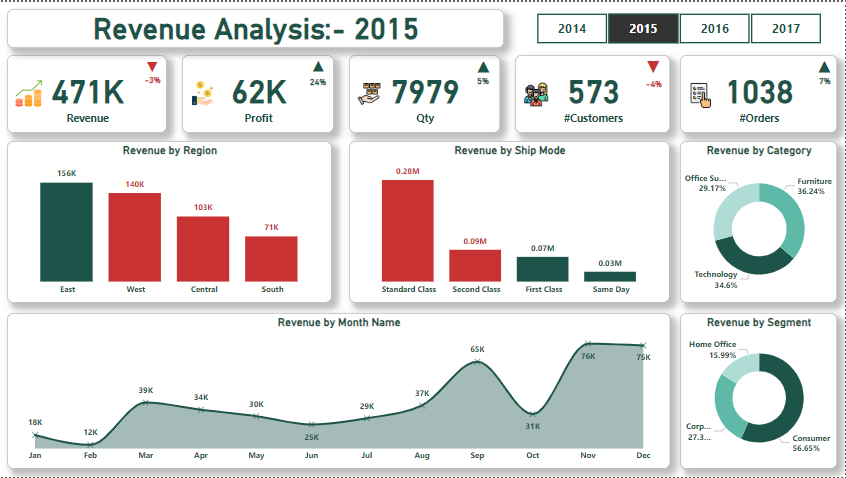 Revenue Analysis:- 2015
2014
2015
2016
2017
471K
-3%
Revenue
62K
24%
Profit
7979
5%
Qty
573
-4%
#Customers
1038
7%
#Orders
Revenue by Region
156K
140K
103K
71K
East
West
Central
South
Revenue by Ship Mode
0.28M
0.09M
0.07M
0.03M
Standard Class
Second Class
First Class
Same Day
Revenue by Category
Office Su...
29.17%
Furniture
36.24%
Technology
34.6%
Revenue by Month Name
18K
12K
39K
34K
30K
25K
29K
37K
65K
31K
76K
75K
Jan
Feb
Mar
Apr
May
Jun
Jul
Aug
Sep
Oct
Nov
Dec
Revenue by Segment
Home Office
15.99%
Corp...
27.3...
Consumer
56.65%